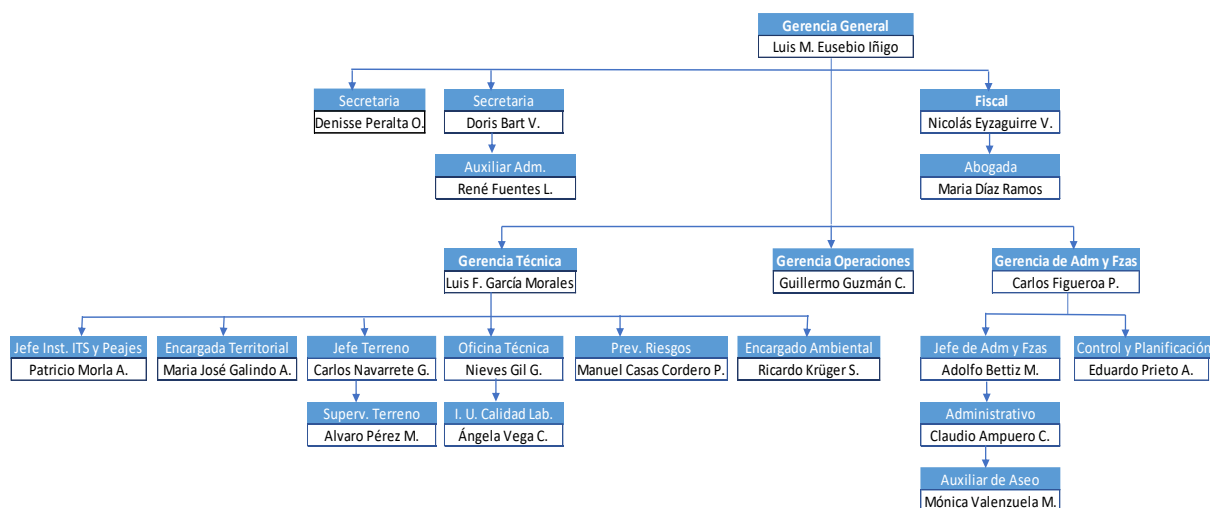 Gerencia General
Luis M. Eusebio Iñigo
Secretaria
Denisse Peralta O.
Secretaria
Doris Bart V.
Fiscal
Nicolás Eyzaguirre V.
Auxiliar Adm.
René Fuentes L.
Abogada
Maria Díaz Ramos
Gerencia Técnica
Luis F. García Morales
Gerencia Operaciones
Guillermo Guzmán C.
Gerencia de Adm y Fzas
Carlos Figueroa P.
Jefe Inst. ITS y Peajes
Patricio Morla A.
Encargada Territorial
Maria José Galindo A.
Jefe Terreno
Carlos Navarrete G.
Oficina Técnica
Nieves Gil G.
Prev. Riesgos
Manuel Casas Cordero P.
Encargado Ambiental
Ricardo Krüger S.
Jefe de Adm y Fzas
Adolfo Bettiz M.
Control y Planificación
Eduardo Prieto A.
Superv. Terreno
Alvaro Pérez M.
I. U. Calidad Lab.
Ángela Vega C.
Administrativo
Claudio Ampuero C.
Auxiliar de Aseo
Mónica Valenzuela M.